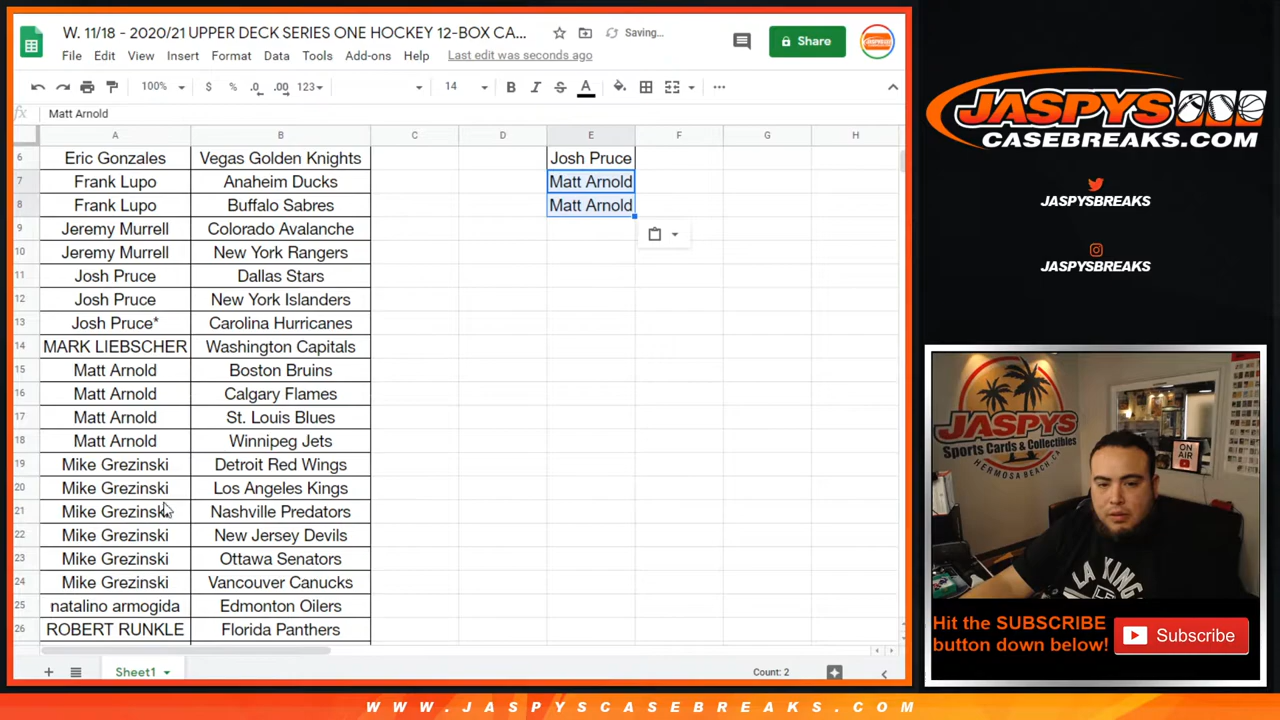 W. 11/18 - 2020/21 UPPER DECK SERIES ONE HOCKEY 12-BOX CA...
Saving...
Share
File Edit View Insert Format Data Tools Add-ons Help Last edit was seconds ago
100% $ % .0 .00 123 14 B I S A
fx Matt Arnold
A B C D E F G H
6 Eric Gonzales Vegas Golden Knights Josh Pruce
7 Frank Lupo Anaheim Ducks Matt Arnold
8 Frank Lupo Buffalo Sabres Matt Arnold
9 Jeremy Murrell Colorado Avalanche
10 Jeremy Murrell New York Rangers
11 Josh Pruce Dallas Stars
12 Josh Pruce New York Islanders
13 Josh Pruce* Carolina Hurricanes
14 MARK LIEBSCHER Washington Capitals
15 Matt Arnold Boston Bruins
16 Matt Arnold Calgary Flames
17 Matt Arnold St. Louis Blues
18 Matt Arnold Winnipeg Jets
19 Mike Grezinski Detroit Red Wings
20 Mike Grezinski Los Angeles Kings
21 Mike Grezinski Nashville Predators
22 Mike Grezinski New Jersey Devils
23 Mike Grezinski Ottawa Senators
24 Mike Grezinski Vancouver Canucks
25 natalino armogida Edmonton Oilers
26 ROBERT RUNKLE Florida Panthers
Sheet1 Count: 2
JASPYS
CASEBREAKS.COM
JASPYSBREAKS
JASPYSBREAKS
JASPYS
Sports Cards & Collectibles
HERMOSA BEACH, CA
ON AIR
LA KINGS
Hit the SUBSCRIBE
button down below!
Subscribe
WWW.JASPYSCASEBREAKS.COM